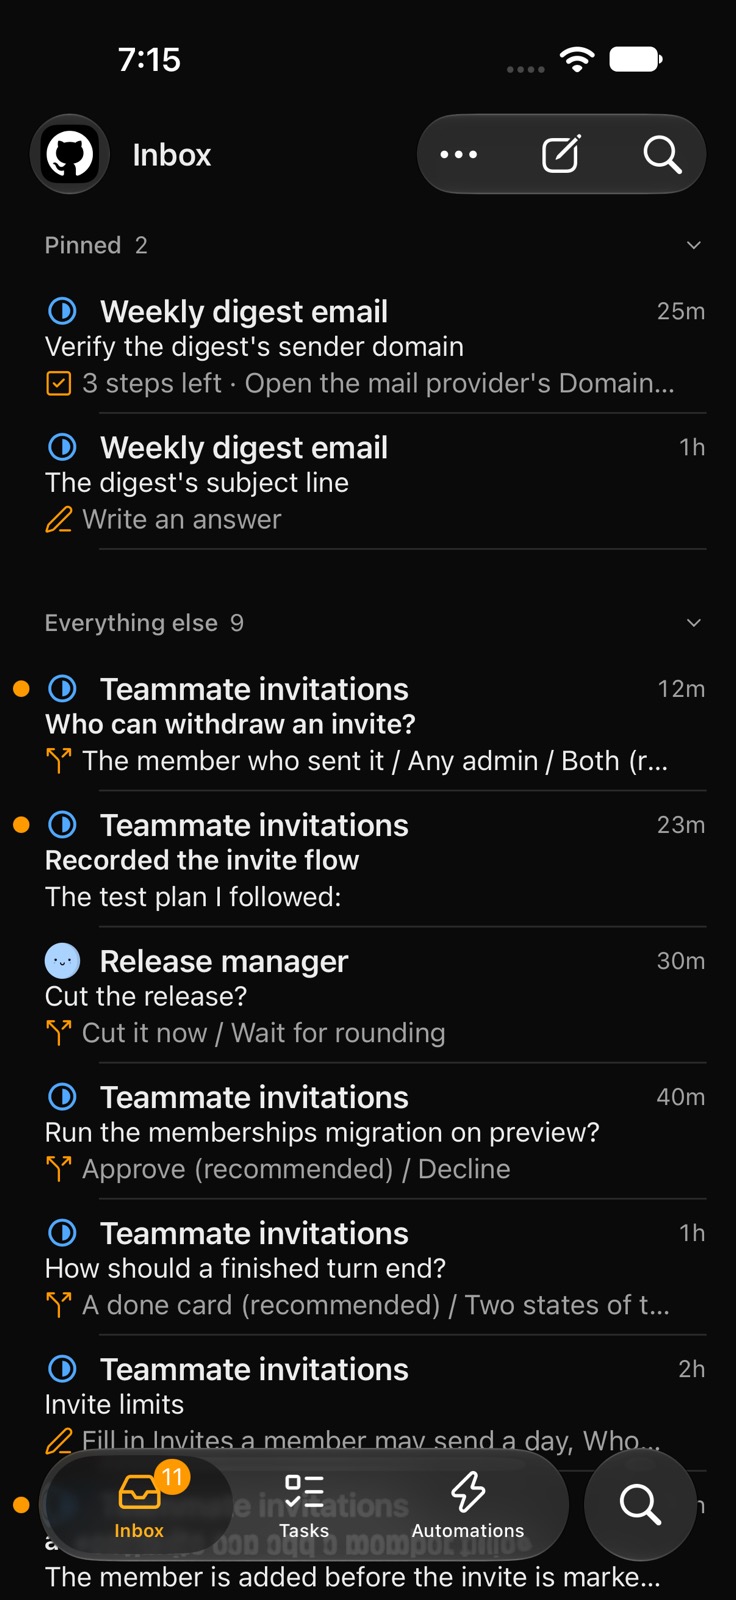 7:15
Inbox
Pinned 2
Weekly digest email 25m
Verify the digest's sender domain
3 steps left · Open the mail provider's Domain...
Weekly digest email 1h
The digest's subject line
Write an answer
Everything else 9
Teammate invitations 12m
Who can withdraw an invite?
The member who sent it / Any admin / Both (r...
Teammate invitations 23m
Recorded the invite flow
The test plan I followed:
Release manager 30m
Cut the release?
Cut it now / Wait for rounding
Teammate invitations 40m
Run the memberships migration on preview?
Approve (recommended) / Decline
Teammate invitations 1h
How should a finished turn end?
A done card (recommended) / Two states of t...
Teammate invitations 2h
Invite limits
Fill in Invites a member may send a day, Who...
11
Inbox
Tasks
Automations
The member is added before the invite is marke...